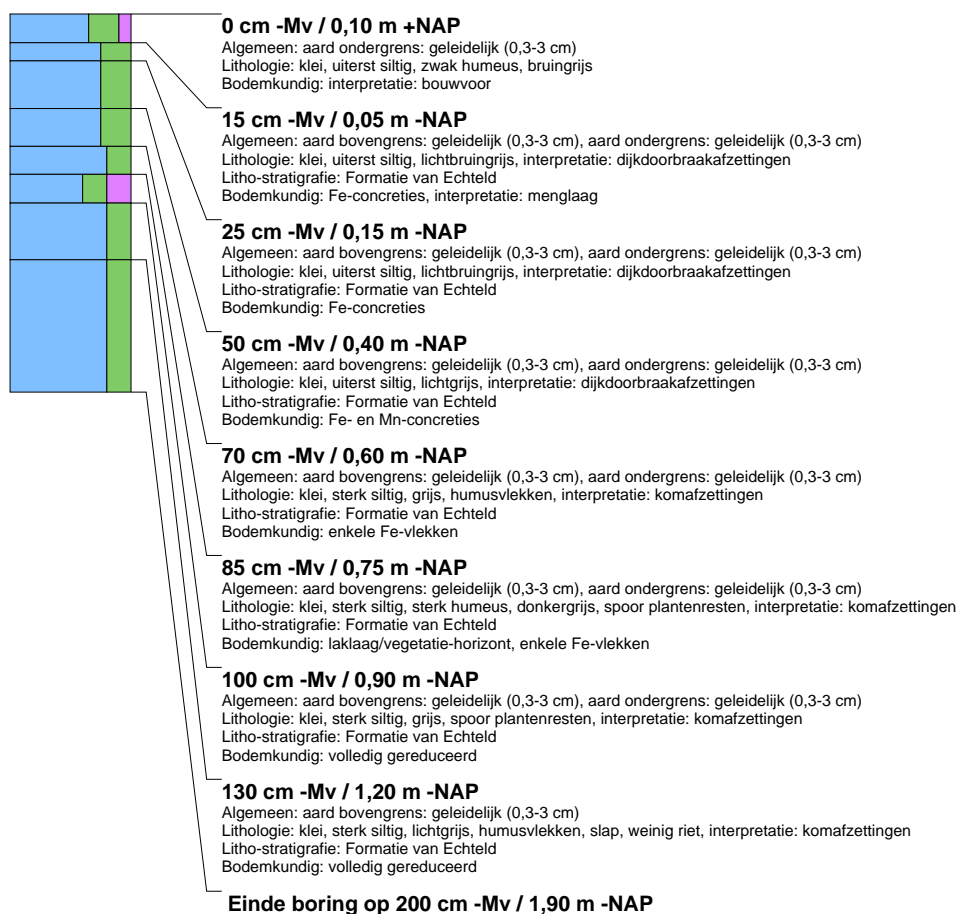 0 cm -Mv / 0,10 m +NAP
Algemeen: aard ondergrens: geleidelijk (0,3-3 cm)
Lithologie: klei, uiterst siltig, zwak humeus, bruingrijs
Bodemkundig: interpretatie: bouwvoor
15 cm -Mv / 0,05 m -NAP
Algemeen: aard bovengrens: geleidelijk (0,3-3 cm), aard ondergrens: geleidelijk (0,3-3 cm)
Lithologie: klei, uiterst siltig, lichtbruingrijs, interpretatie: dijkdoorbraakafzettingen
Litho-stratigrafie: Formatie van Echteld
Bodemkundig: Fe-concreties, interpretatie: menglaag
25 cm -Mv / 0,15 m -NAP
Algemeen: aard bovengrens: geleidelijk (0,3-3 cm), aard ondergrens: geleidelijk (0,3-3 cm)
Lithologie: klei, uiterst siltig, lichtbruingrijs, interpretatie: dijkdoorbraakafzettingen
Litho-stratigrafie: Formatie van Echteld
Bodemkundig: Fe-concreties
50 cm -Mv / 0,40 m -NAP
Algemeen: aard bovengrens: geleidelijk (0,3-3 cm), aard ondergrens: geleidelijk (0,3-3 cm)
Lithologie: klei, uiterst siltig, lichtgrijs, interpretatie: dijkdoorbraakafzettingen
Litho-stratigrafie: Formatie van Echteld
Bodemkundig: Fe- en Mn-concreties
70 cm -Mv / 0,60 m -NAP
Algemeen: aard bovengrens: geleidelijk (0,3-3 cm), aard ondergrens: geleidelijk (0,3-3 cm)
Lithologie: klei, sterk siltig, grijs, humusvlekken, interpretatie: komafzettingen
Litho-stratigrafie: Formatie van Echteld
Bodemkundig: enkele Fe-vlekken
85 cm -Mv / 0,75 m -NAP
Algemeen: aard bovengrens: geleidelijk (0,3-3 cm), aard ondergrens: geleidelijk (0,3-3 cm)
Lithologie: klei, sterk siltig, sterk humeus, donkergrijs, spoor plantenresten, interpretatie: komafzettingen
Litho-stratigrafie: Formatie van Echteld
Bodemkundig: laklaag/vegetatie-horizont, enkele Fe-vlekken
100 cm -Mv / 0,90 m -NAP
Algemeen: aard bovengrens: geleidelijk (0,3-3 cm), aard ondergrens: geleidelijk (0,3-3 cm)
Lithologie: klei, sterk siltig, grijs, spoor plantenresten, interpretatie: komafzettingen
Litho-stratigrafie: Formatie van Echteld
Bodemkundig: volledig gereduceerd
130 cm -Mv / 1,20 m -NAP
Algemeen: aard bovengrens: geleidelijk (0,3-3 cm)
Lithologie: klei, sterk siltig, lichtgrijs, humusvlekken, slap, weinig riet, interpretatie: komafzettingen
Litho-stratigrafie: Formatie van Echteld
Bodemkundig: volledig gereduceerd
Einde boring op 200 cm -Mv / 1,90 m -NAP